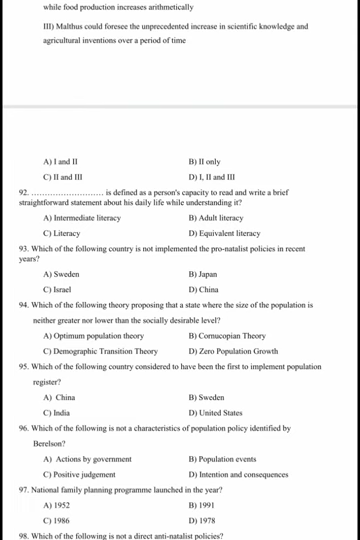 while food production increases arithmetically
III) Malthus could foresee the unprecedented increase in scientific knowledge and
agricultural inventions over a period of time
A) I and II B) II only
C) II and III D) I, II and III
92. ………………………. is defined as a person's capacity to read and write a brief
straightforward statement about his daily life while understanding it?
A) Intermediate literacy B) Adult literacy
C) Literacy D) Equivalent literacy
93. Which of the following country is not implemented the pro-natalist policies in recent
years?
A) Sweden B) Japan
C) Israel D) China
94. Which of the following theory proposing that a state where the size of the population is
neither greater nor lower than the socially desirable level?
A) Optimum population theory B) Cornucopian Theory
C) Demographic Transition Theory D) Zero Population Growth
95. Which of the following country considered to have been the first to implement population
register?
A) China B) Sweden
C) India D) United States
96. Which of the following is not a characteristics of population policy identified by
Berelson?
A) Actions by government B) Population events
C) Positive judgement D) Intention and consequences
97. National family planning programme launched in the year?
A) 1952 B) 1991
C) 1986 D) 1978
98. Which of the following is not a direct anti-natalist policies?